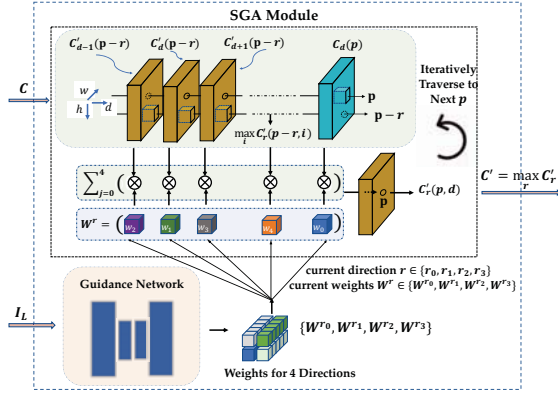 SGA Module
C'_{d−1}(p − r)
C'_d(p − r)
C'_{d+1}(p − r)
C_d(p)
C
w
h
d
p
p − r
max_i C'_r(p − r, i)
Iteratively
Traverse to
Next p
∑_{j=0}^{4} (
)
C'_r(p, d)
p
C' = max_r C'_r
W^r = (
w_2
w_1
w_3
w_4
w_0
)
current direction r ∈ {r_0, r_1, r_2, r_3}
current weights W^r ∈ {W^{r_0}, W^{r_1}, W^{r_2}, W^{r_3}}
Guidance Network
I_L
{W^{r_0}, W^{r_1}, W^{r_2}, W^{r_3}}
Weights for 4 Directions